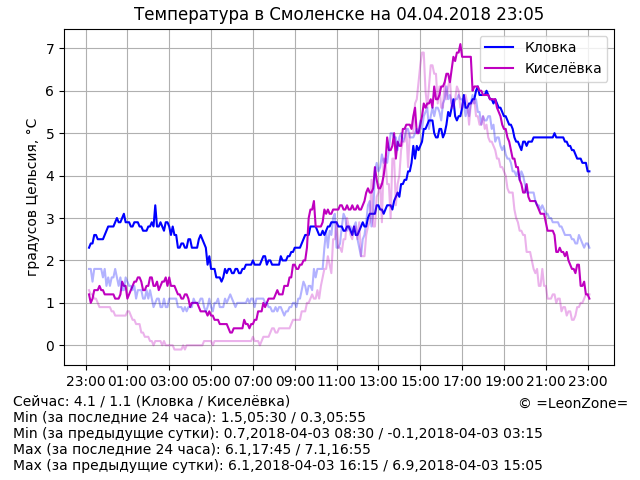 Температура в Смоленске на 04.04.2018 23:05
градусов Цельсия, °C
7
6
5
4
3
2
1
0
Кловка
Киселёвка
23:00 01:00 03:00 05:00 07:00 09:00 11:00 13:00 15:00 17:00 19:00 21:00 23:00
Сейчас: 4.1 / 1.1 (Кловка / Киселёвка)
© =LeonZone=
Min (за последние 24 часа): 1.5,05:30 / 0.3,05:55
Min (за предыдущие сутки): 0.7,2018-04-03 08:30 / -0.1,2018-04-03 03:15
Max (за последние 24 часа): 6.1,17:45 / 7.1,16:55
Max (за предыдущие сутки): 6.1,2018-04-03 16:15 / 6.9,2018-04-03 15:05